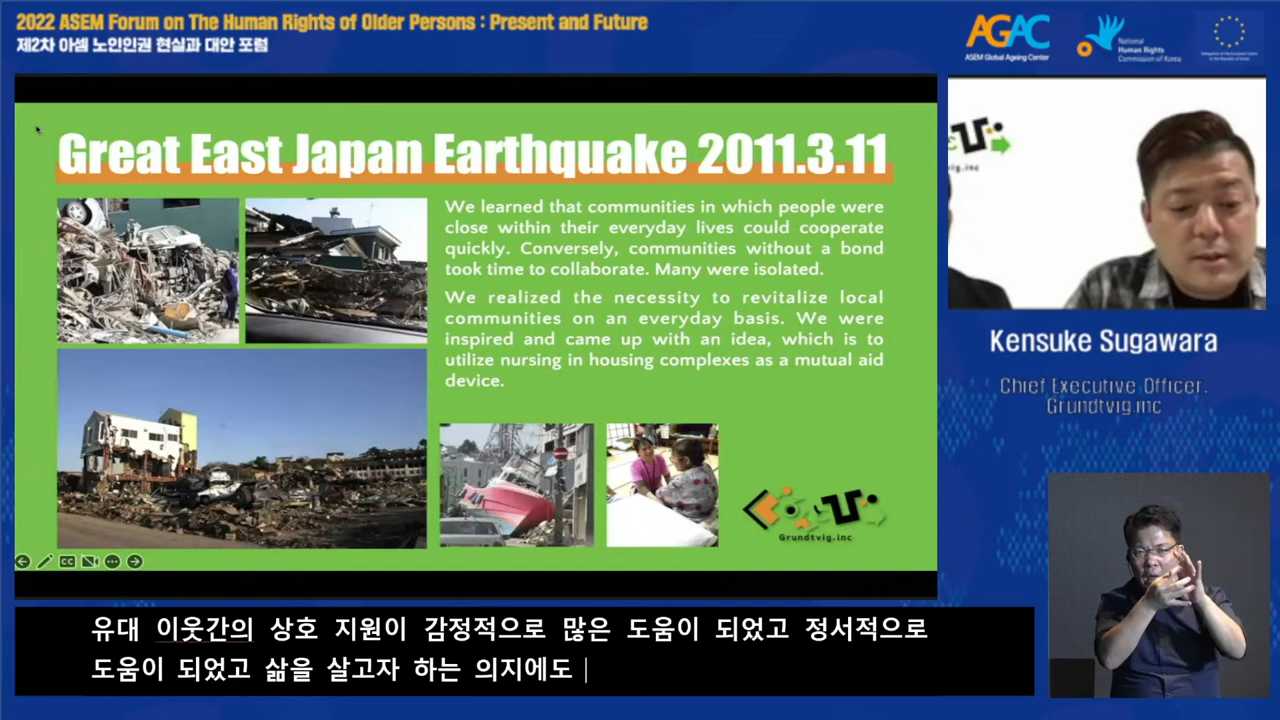 2022 ASEM Forum on The Human Rights of Older Persons : Present and Future
제2차 아셈 노인인권 현실과 대안 포럼
AGAC
ASEM Global Ageing Center
National
Human Rights
Commission of Korea
Great East Japan Earthquake 2011.3.11
We learned that communities in which people were
close within their everyday lives could cooperate
quickly. Conversely, communities without a bond
took time to collaborate. Many were isolated.
We realized the necessity to revitalize local
communities on an everyday basis. We were
inspired and came up with an idea, which is to
utilize nursing in housing complexes as a mutual aid
device.
Grundtvig.inc
Kensuke Sugawara
Chief Executive Officer.
Grundtvig.inc
유대 이웃간의 상호 지원이 감정적으로 많은 도움이 되었고 정서적으로
도움이 되었고 삶을 살고자 하는 의지에도